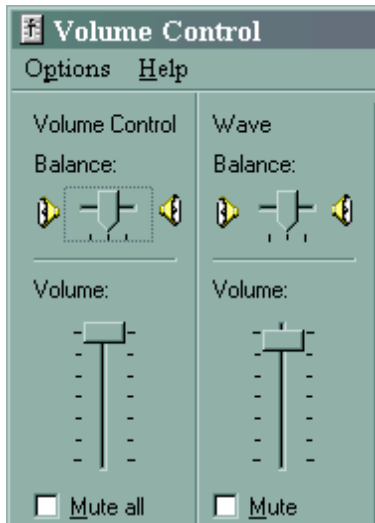 Volume Control
Options Help
Volume Control Wave
Balance: Balance:
Volume: Volume:
Mute all Mute